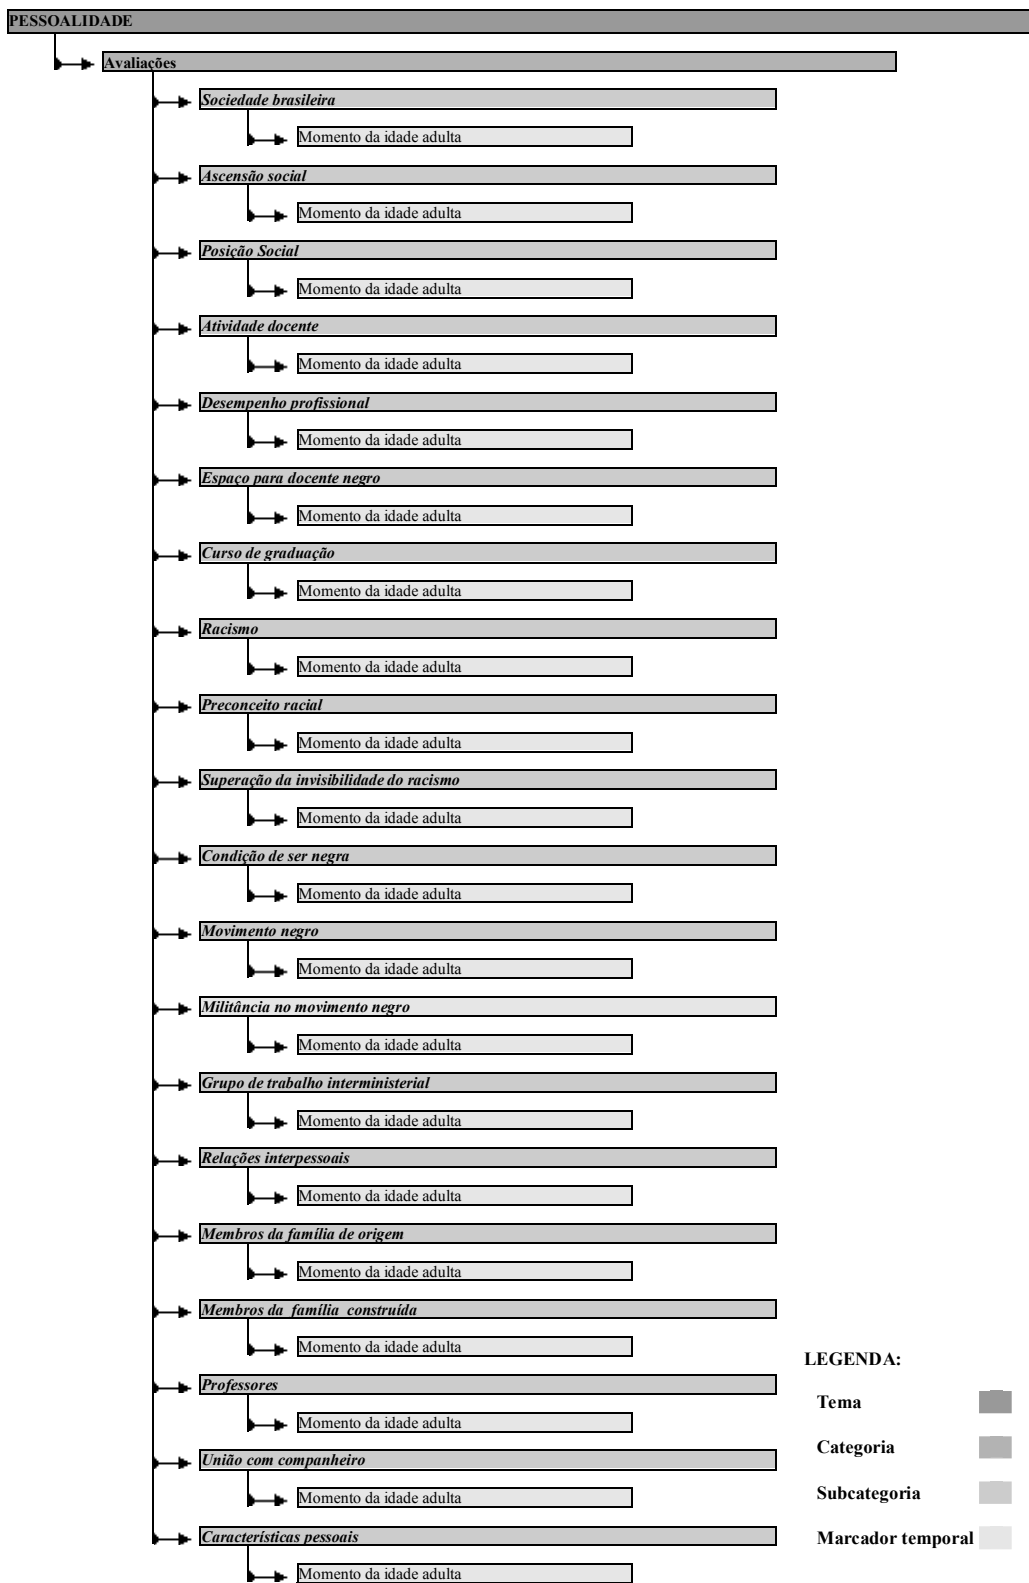 PESSOALIDADE
Avaliações
Sociedade brasileira
Momento da idade adulta
Ascensão social
Momento da idade adulta
Posição Social
Momento da idade adulta
Atividade docente
Momento da idade adulta
Desempenho profissional
Momento da idade adulta
Espaço para docente negro
Momento da idade adulta
Curso de graduação
Momento da idade adulta
Racismo
Momento da idade adulta
Preconceito racial
Momento da idade adulta
Superação da invisibilidade do racismo
Momento da idade adulta
Condição de ser negra
Momento da idade adulta
Movimento negro
Momento da idade adulta
Militância no movimento negro
Momento da idade adulta
Grupo de trabalho interministerial
Momento da idade adulta
Relações interpessoais
Momento da idade adulta
Membros da família de origem
Momento da idade adulta
Membros da família construída
Momento da idade adulta
Professores
Momento da idade adulta
União com companheiro
Momento da idade adulta
Características pessoais
Momento da idade adulta
LEGENDA:
Tema
Categoria
Subcategoria
Marcador temporal